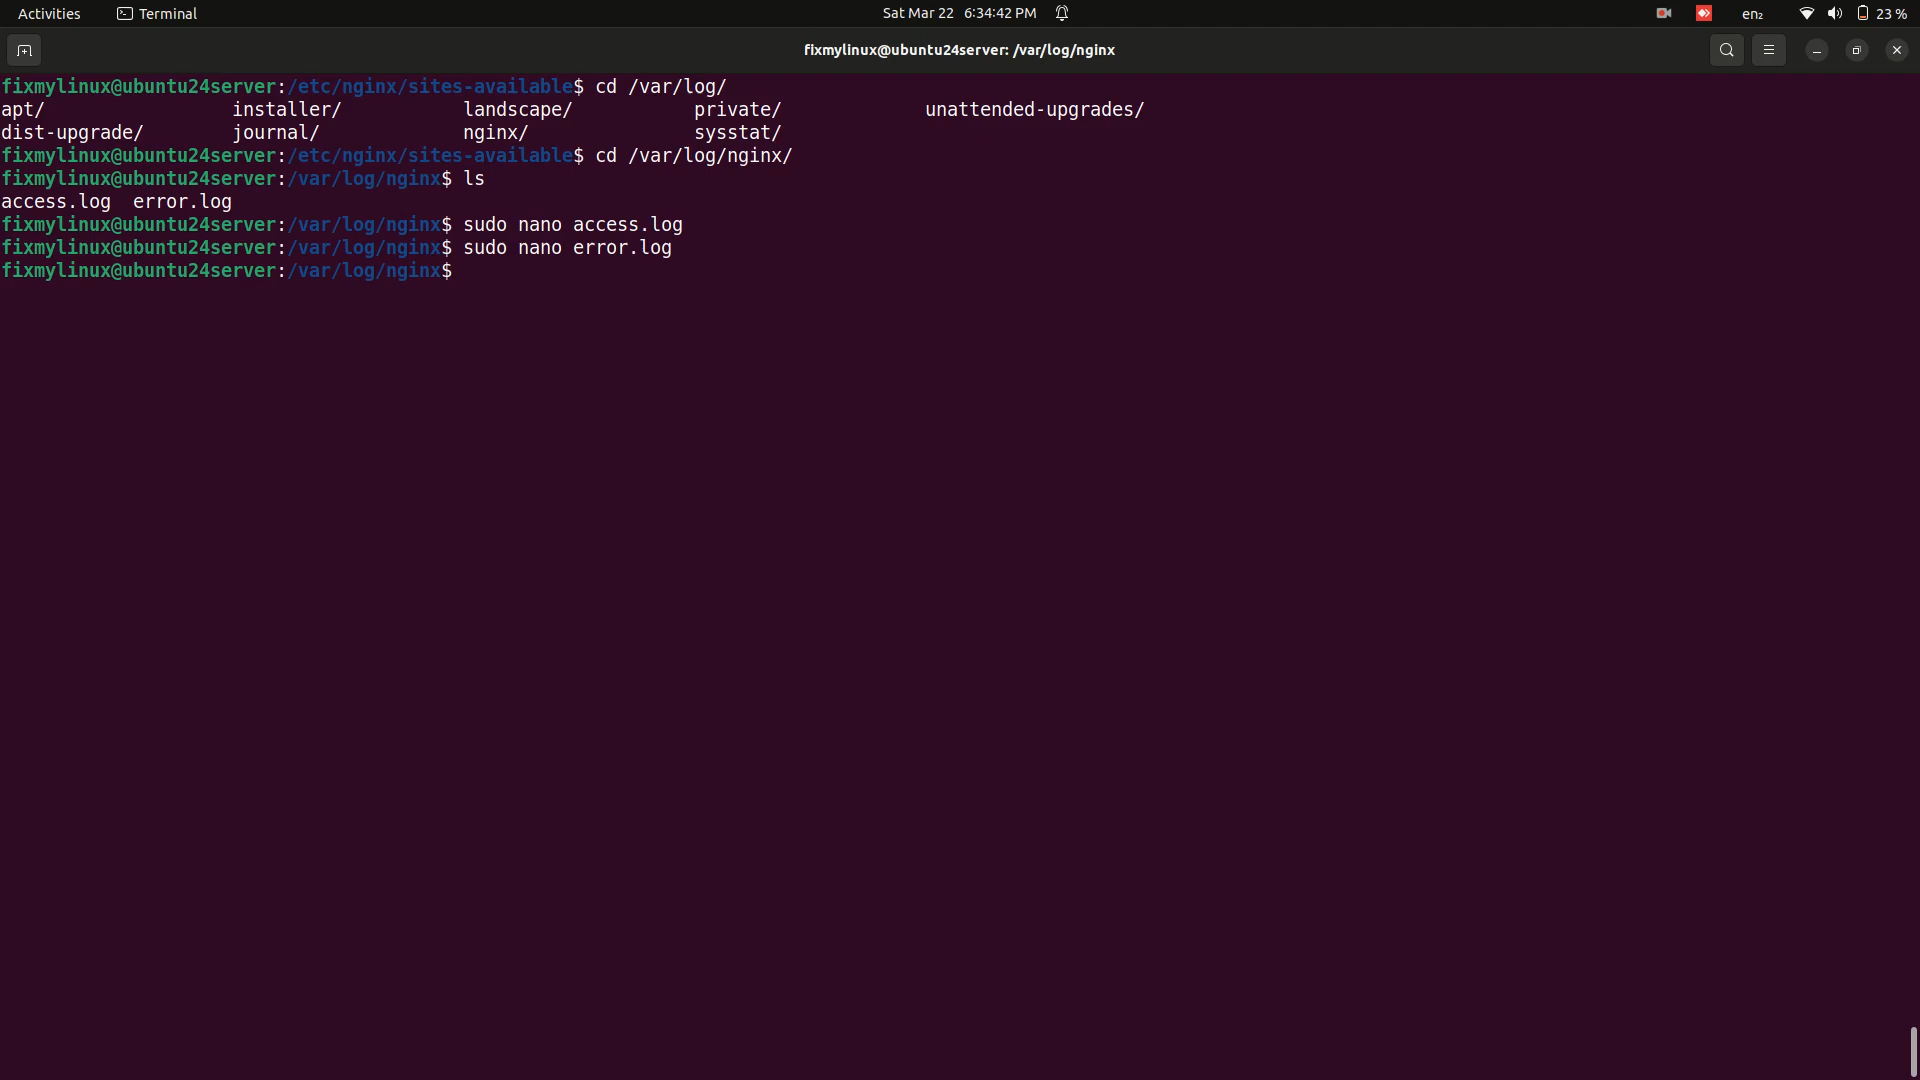 Activities Terminal Sat Mar 22 6:34:42 PM en₂ 23 %
fixmylinux@ubuntu24server: /var/log/nginx
fixmylinux@ubuntu24server:/etc/nginx/sites-available$ cd /var/log/
apt/ installer/ landscape/ private/ unattended-upgrades/
dist-upgrade/ journal/ nginx/ sysstat/
fixmylinux@ubuntu24server:/etc/nginx/sites-available$ cd /var/log/nginx/
fixmylinux@ubuntu24server:/var/log/nginx$ ls
access.log error.log
fixmylinux@ubuntu24server:/var/log/nginx$ sudo nano access.log
fixmylinux@ubuntu24server:/var/log/nginx$ sudo nano error.log
fixmylinux@ubuntu24server:/var/log/nginx$